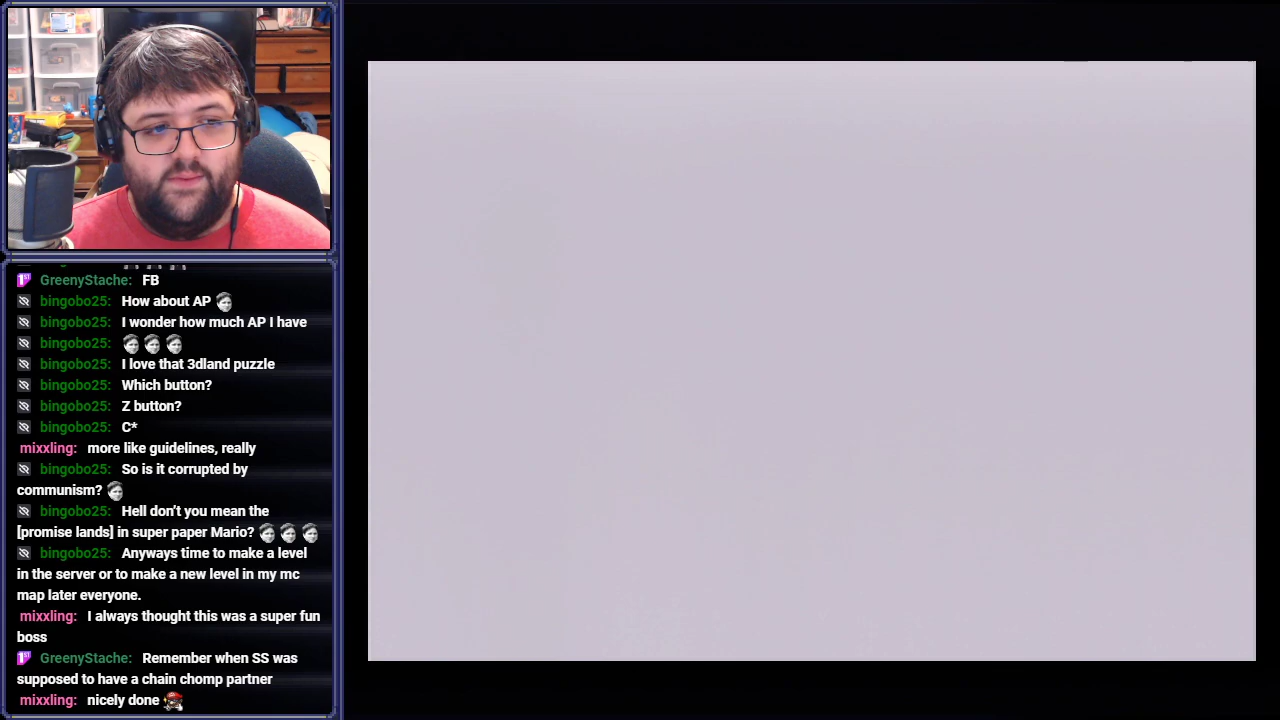 GreenyStache: FB
bingobo25: How about AP
bingobo25: I wonder how much AP I have
bingobo25:
bingobo25: I love that 3dland puzzle
bingobo25: Which button?
bingobo25: Z button?
bingobo25: C*
mixxling: more like guidelines, really
bingobo25: So is it corrupted by
communism?
bingobo25: Hell don't you mean the
[promise lands] in super paper Mario?
bingobo25: Anyways time to make a level
in the server or to make a new level in my mc
map later everyone.
mixxling: I always thought this was a super fun
boss
GreenyStache: Remember when SS was
supposed to have a chain chomp partner
mixxling: nicely done